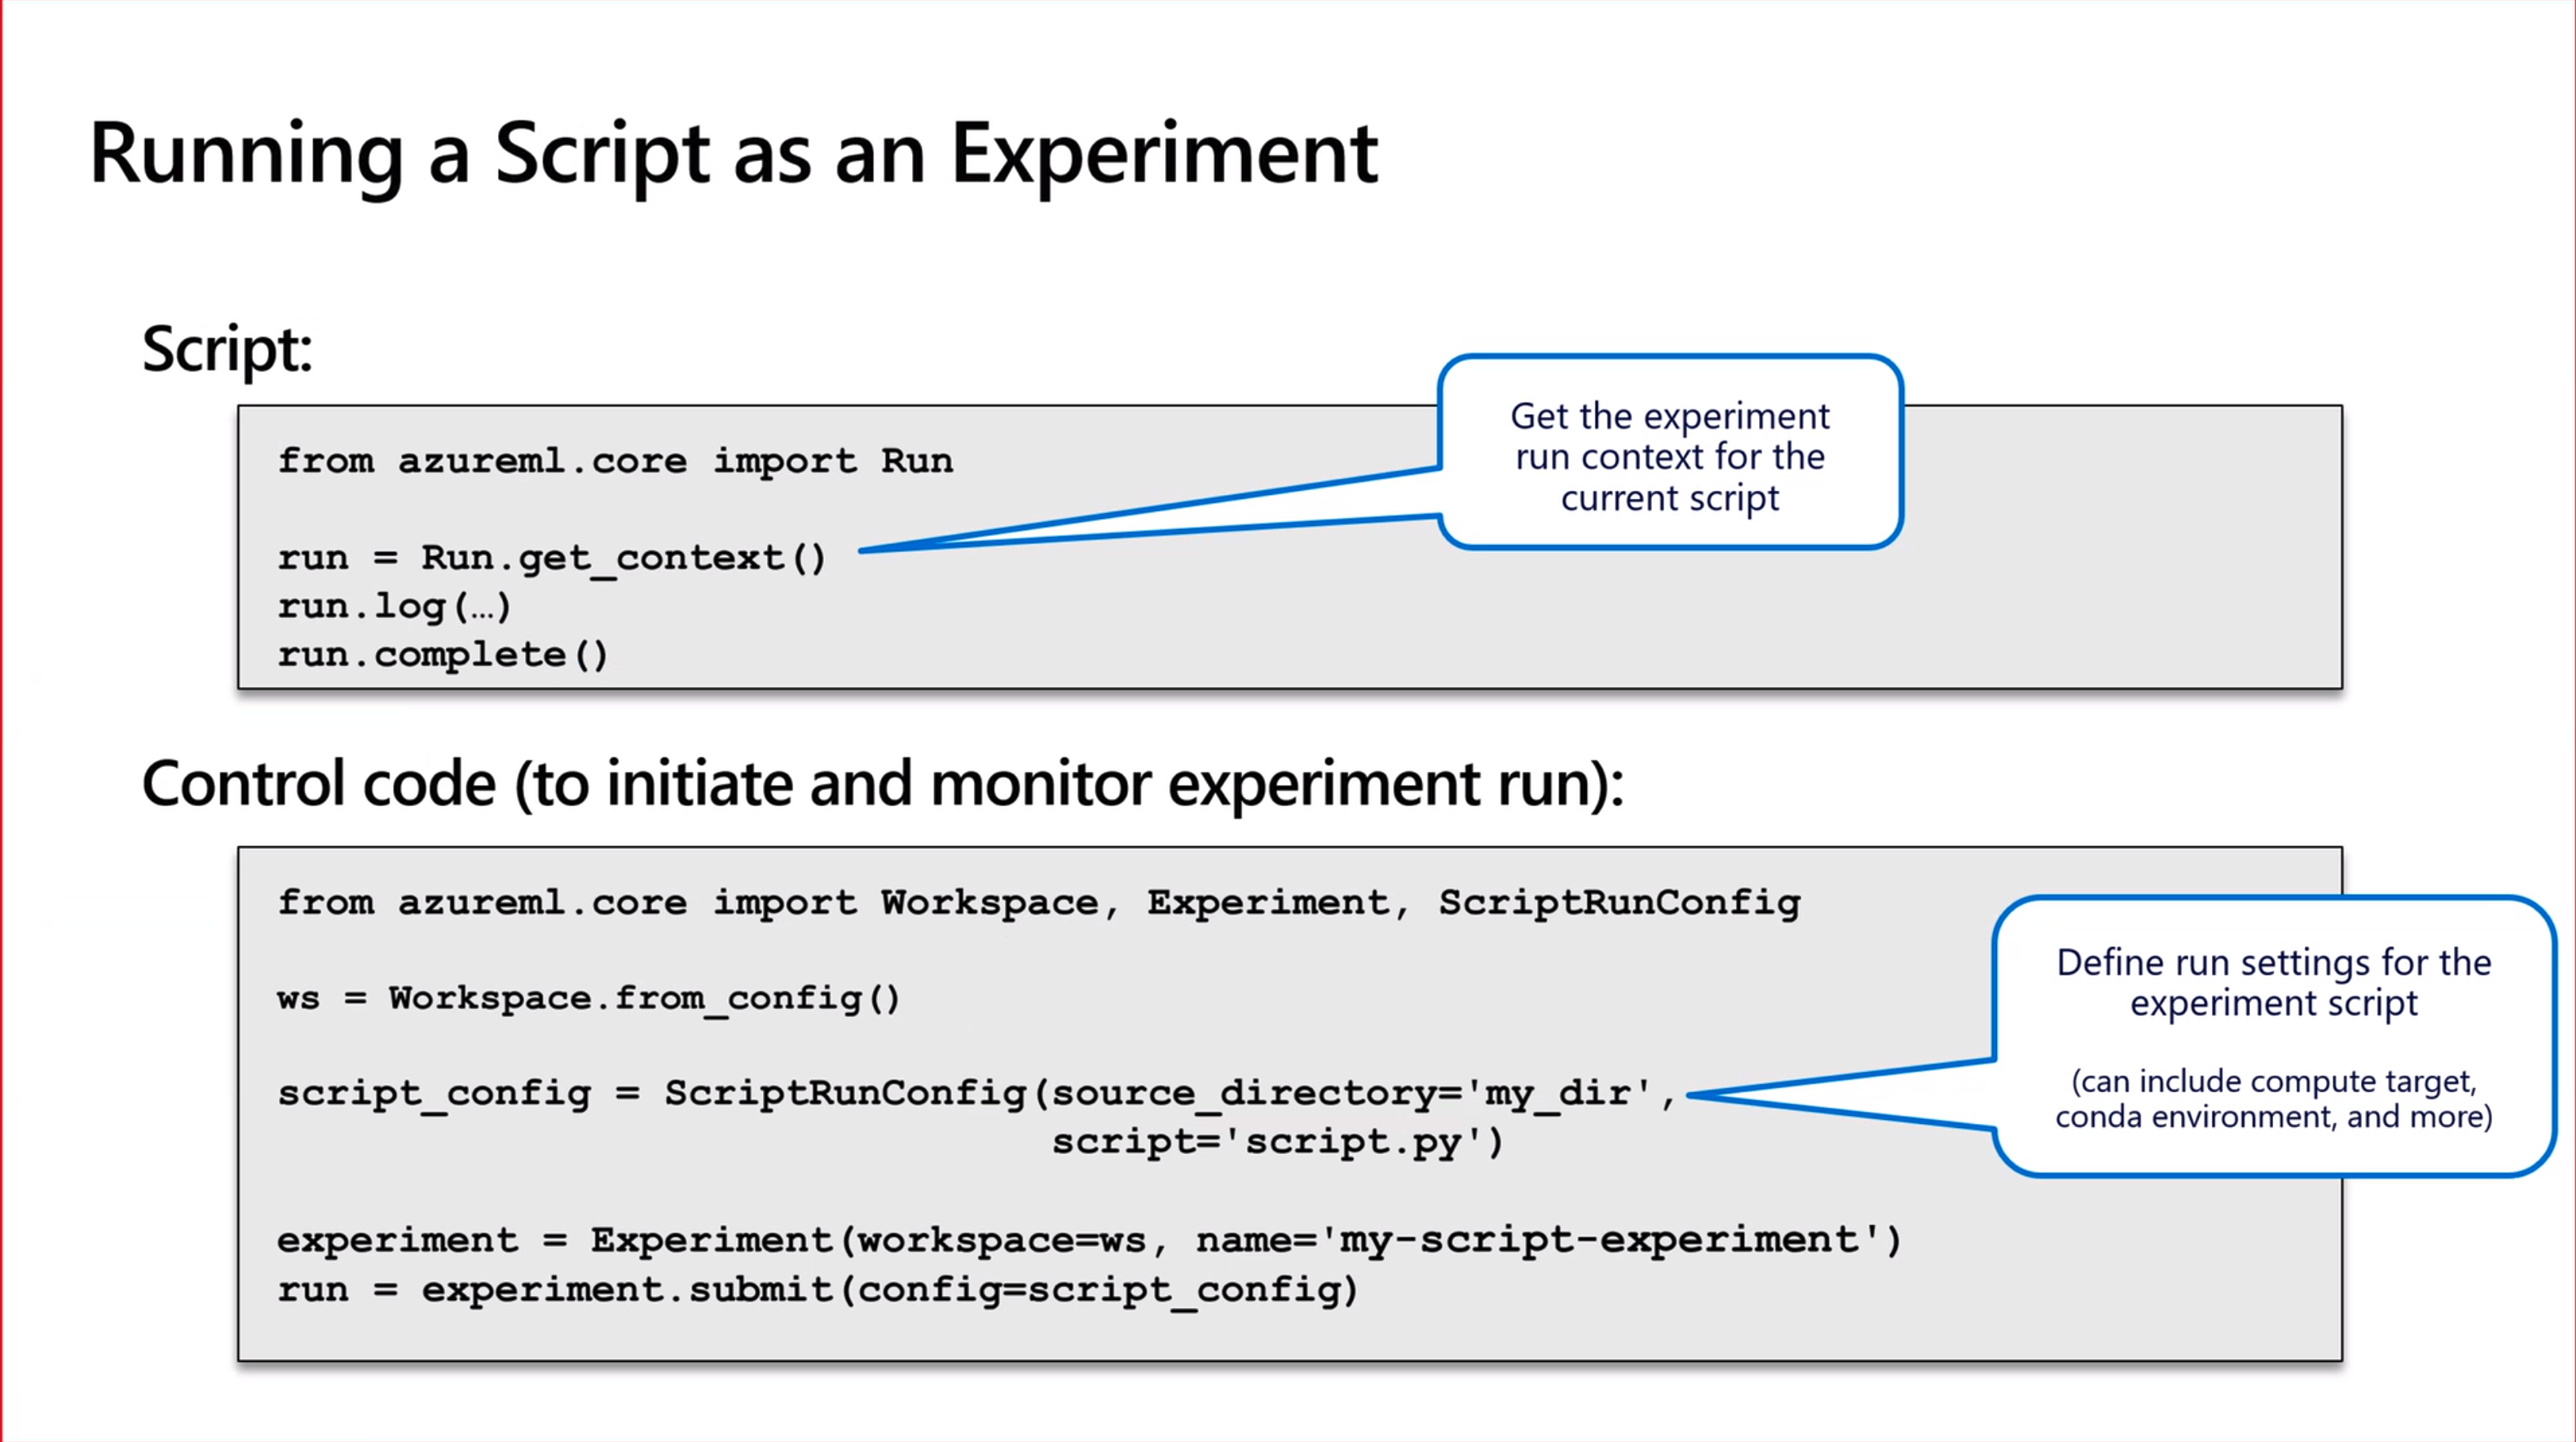 Running a Script as an Experiment
Script:
from azureml.core import Run
run = Run.get_context()
run.log(…)
run.complete()
Get the experiment
run context for the
current script
Control code (to initiate and monitor experiment run):
from azureml.core import Workspace, Experiment, ScriptRunConfig
ws = Workspace.from_config()
script_config = ScriptRunConfig(source_directory='my_dir',
script='script.py')
experiment = Experiment(workspace=ws, name='my-script-experiment')
run = experiment.submit(config=script_config)
Define run settings for the
experiment script
(can include compute target,
conda environment, and more)